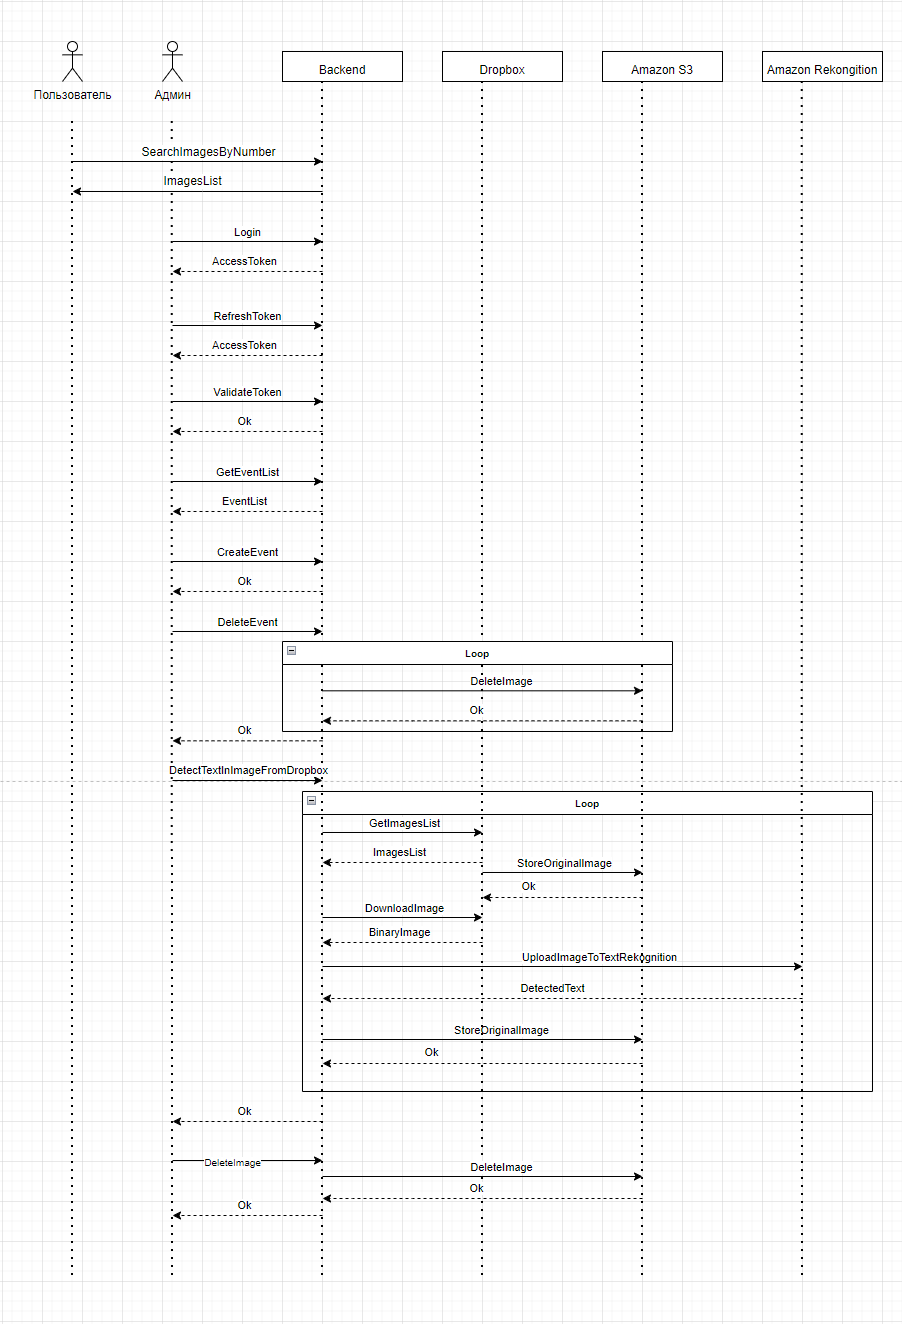 Backend
Dropbox
Amazon S3
Amazon Rekongition
Пользователь
Админ
SearchImagesByNumber
ImagesList
Login
AccessToken
RefreshToken
AccessToken
ValidateToken
Ok
GetEventList
EventList
CreateEvent
Ok
DeleteEvent
Loop
DeleteImage
Ok
Ok
DetectTextInImageFromDropbox
Loop
GetImagesList
ImagesList
StoreOriginalImage
Ok
DownloadImage
BinaryImage
UploadImageToTextRekognition
DetectedText
StoreOriginalImage
Ok
Ok
DeleteImage
DeleteImage
Ok
Ok